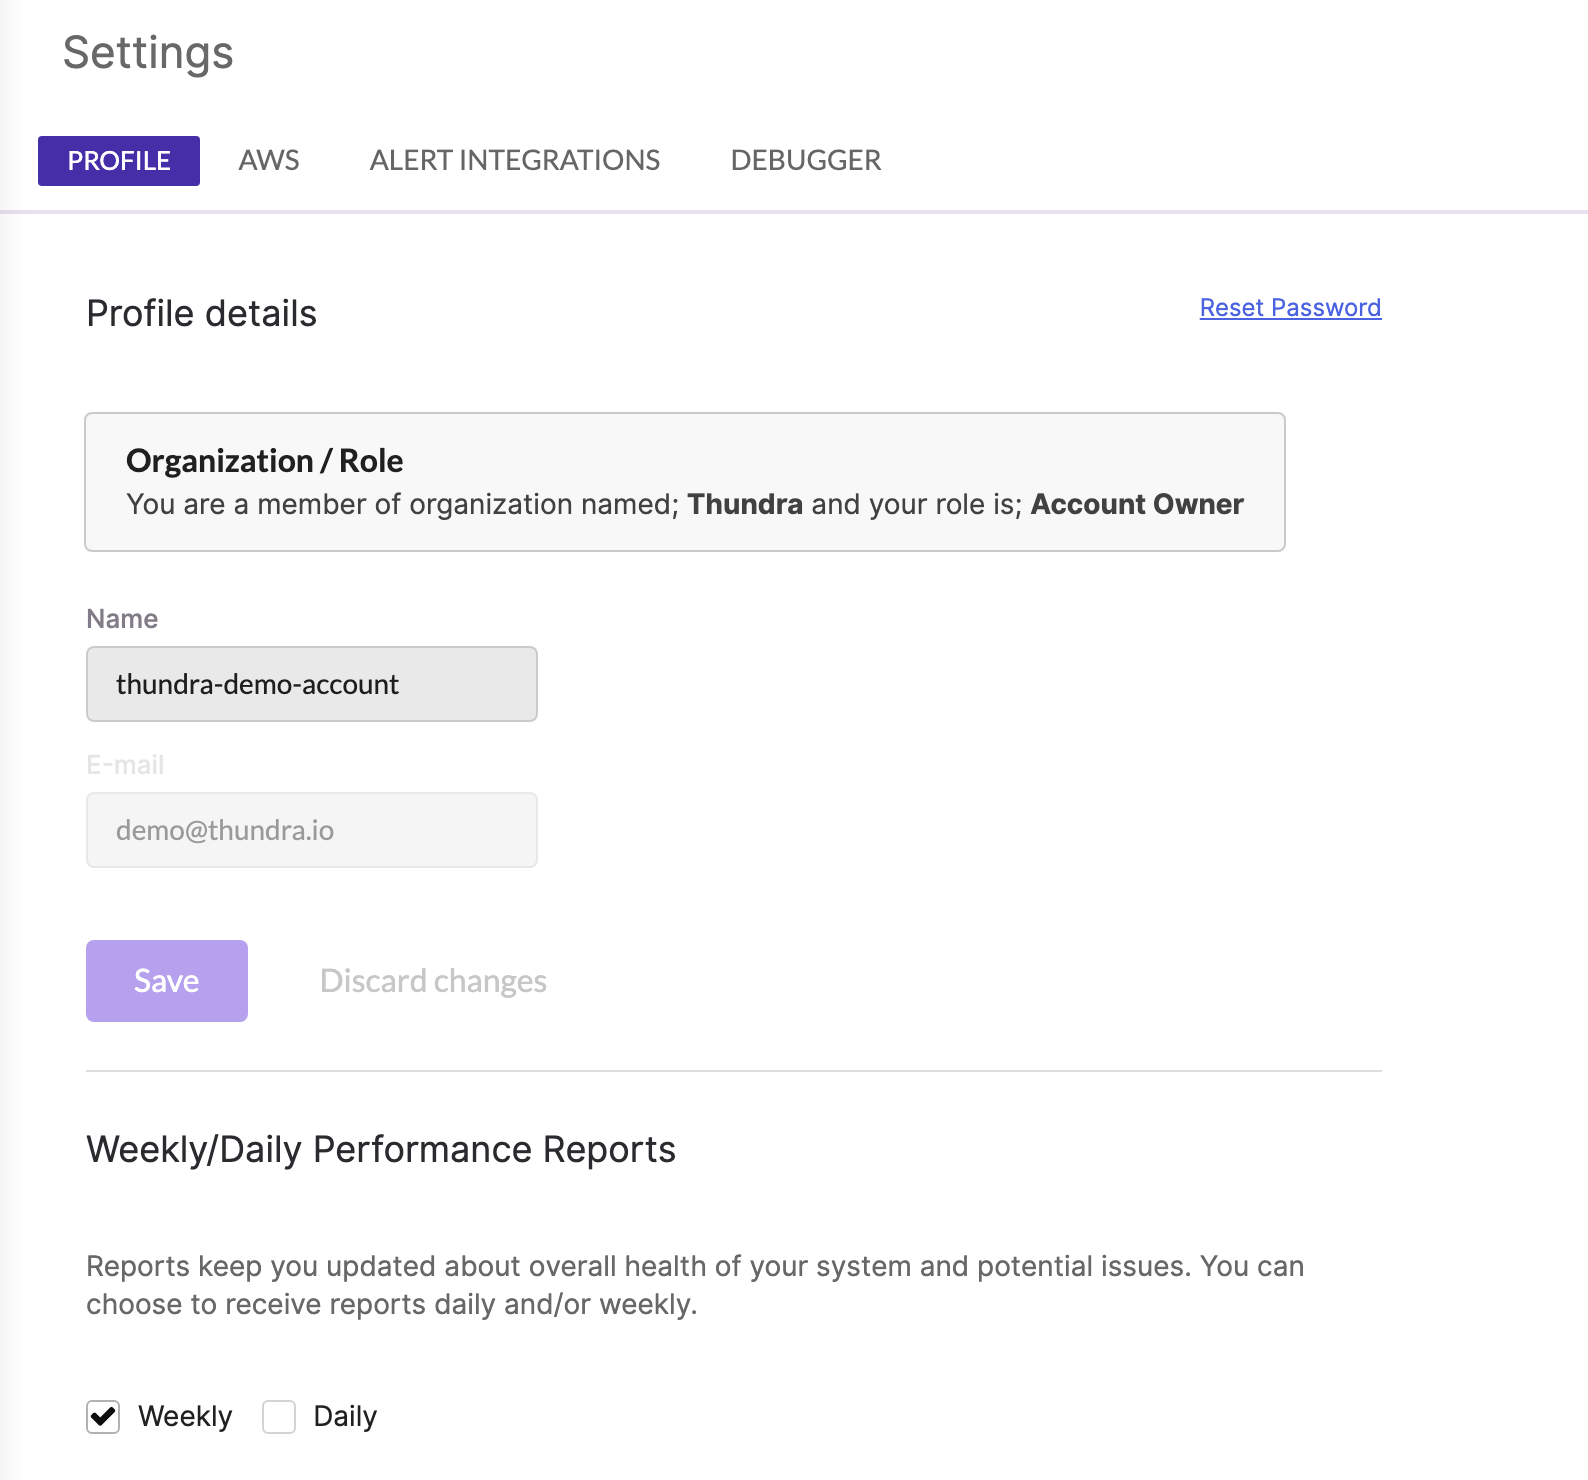 Settings
PROFILE AWS ALERT INTEGRATIONS DEBUGGER
Profile details
Reset Password
Organization / Role
You are a member of organization named; Thundra and your role is; Account Owner
Name
thundra-demo-account
E-mail
demo@thundra.io
Save Discard changes
Weekly/Daily Performance Reports
Reports keep you updated about overall health of your system and potential issues. You can
choose to receive reports daily and/or weekly.
Weekly Daily